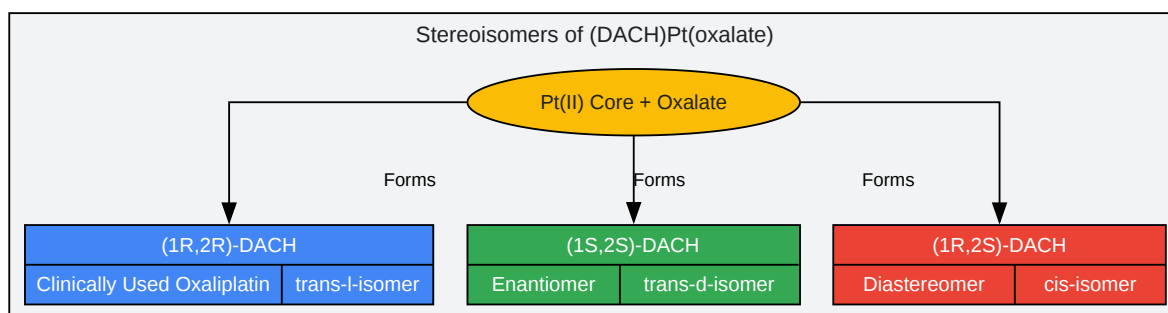 Stereoisomers of (DACH)Pt(oxalate)
Pt(II) Core + Oxalate
Forms
Forms
Forms
(1R,2R)-DACH
Clinically Used Oxaliplatin
trans-l-isomer
(1S,2S)-DACH
Enantiomer
trans-d-isomer
(1R,2S)-DACH
Diastereomer
cis-isomer